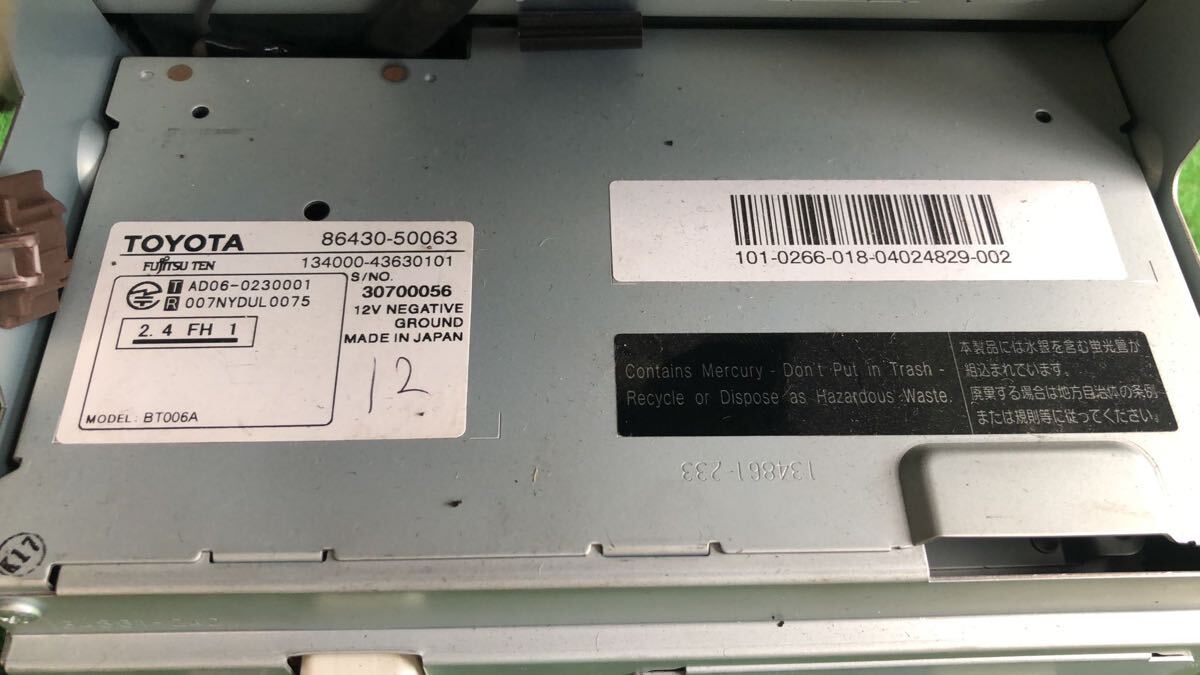 TOYOTA 86430-50063
FUJITSU TEN 134000-43630101
T AD06-0230001
R 007NYDUL0075
2.4 FH 1
S/NO.
30700056
12V NEGATIVE
GROUND
MADE IN JAPAN
12
MODEL: BT006A
101-0266-018-04024829-002
Contains Mercury - Don't Put in Trash -
Recycle or Dispose as Hazardous Waste.
本製品には水銀を含む蛍光量が
組込まれています。
廃棄する場合は地方自治体の条例
または規則等に従ってください。
134861-233
K17